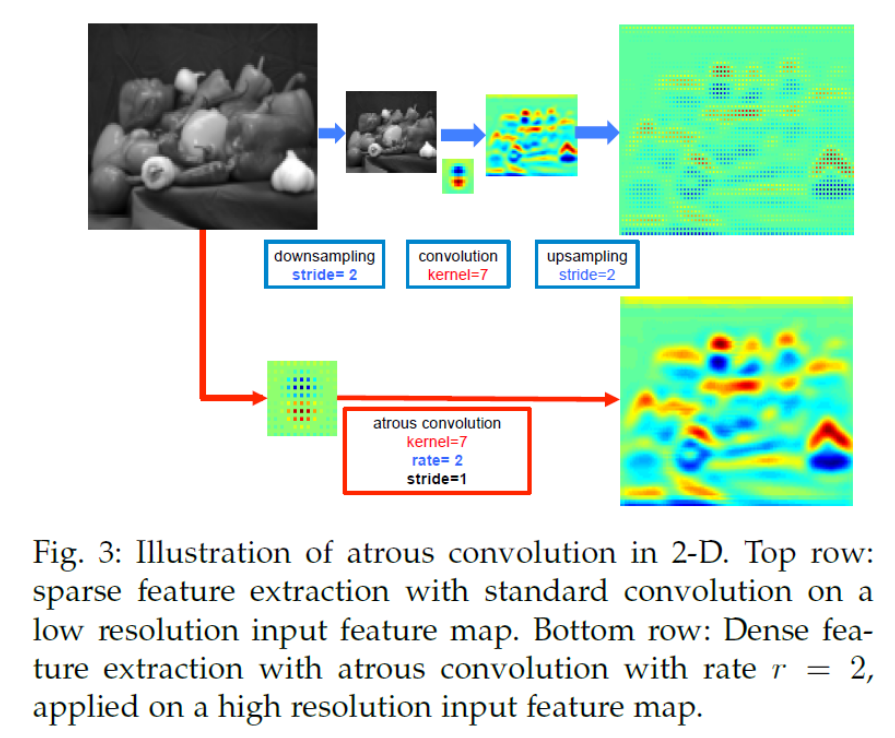 downsampling
stride= 2
convolution
kernel=7
upsampling
stride=2
atrous convolution
kernel=7
rate= 2
stride=1
Fig. 3: Illustration of atrous convolution in 2-D. Top row:
sparse feature extraction with standard convolution on a
low resolution input feature map. Bottom row: Dense fea-
ture extraction with atrous convolution with rate r = 2,
applied on a high resolution input feature map.